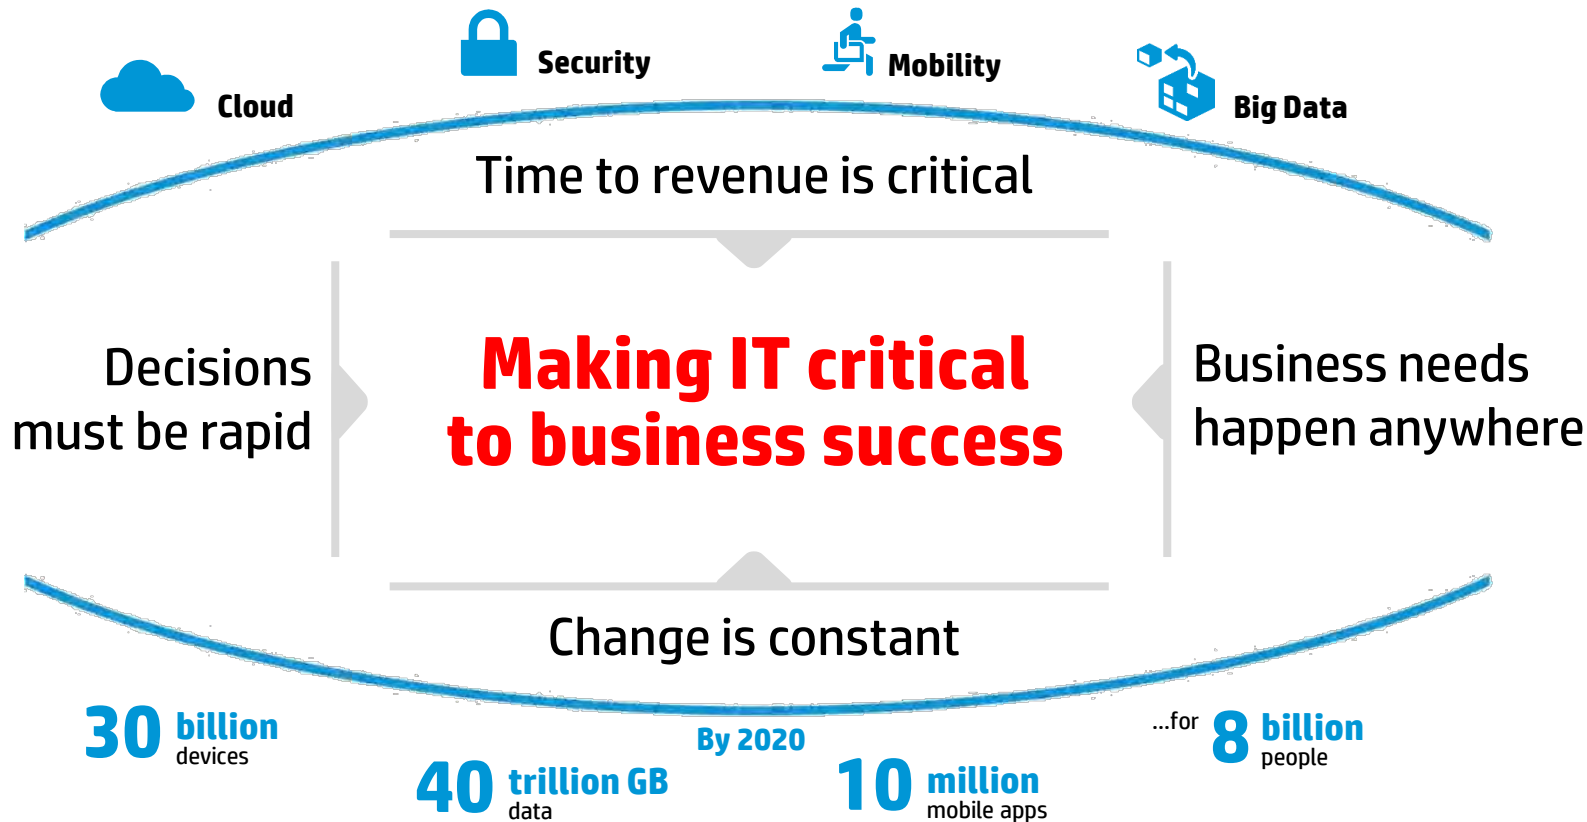 Cloud
Security
Mobility
Big Data
Time to revenue is critical
Decisions
must be rapid
Making IT critical
to business success
Business needs
happen anywhere
Change is constant
By 2020
30 billion
devices
40 trillion GB
data
10 million
mobile apps
...for 8 billion
people